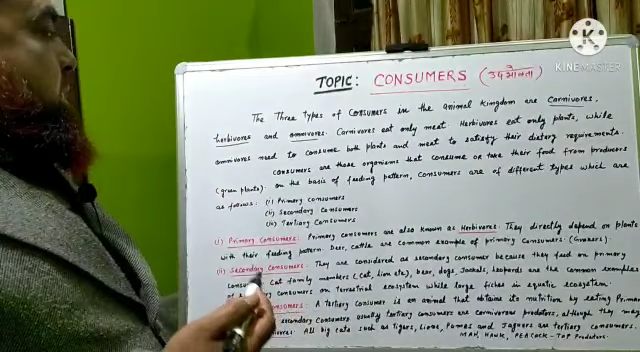 K
KINEMASTER
TOPIC: CONSUMERS (उपभोक्ता)
The Three types of Consumers in the animal kingdom are Carnivores,
herbivores and omnivores. Carnivores eat only meat. Herbivores eat only plants, while
omnivores need to consume both plants and meat to satisfy their dietary requirements.
Consumers are those organisms that consume or take their food from producers
(green plants). On the basis of feeding pattern, consumers are of different types which are
as follows: (i) Primary consumers
(ii) Secondary Consumers
(iii) Tertiary Consumers
(i) Primary Consumers: Primary consumers are also known as Herbivores. They directly depend on plants
with their feeding pattern. Deer, cattle are common example of primary consumers (Grazers)
(ii) Secondary Consumers: They are considered as secondary consumer because they feed on primary
Cat family members (cat, lion etc), bear, dogs, Jackals, leopards are the common examples
consumers on terrestrial ecosystem while large fishes in aquatic ecosystem.
consumers: A tertiary consumer is an animal that obtains its nutrition by eating Primary
secondary consumers usually tertiary consumers are carnivorous predators, although they may
All big cats such as tigers, Lions, Pumas and Jaguars are tertiary consumers.
MAN, HAWK, PEACOCK - TOP Predators.